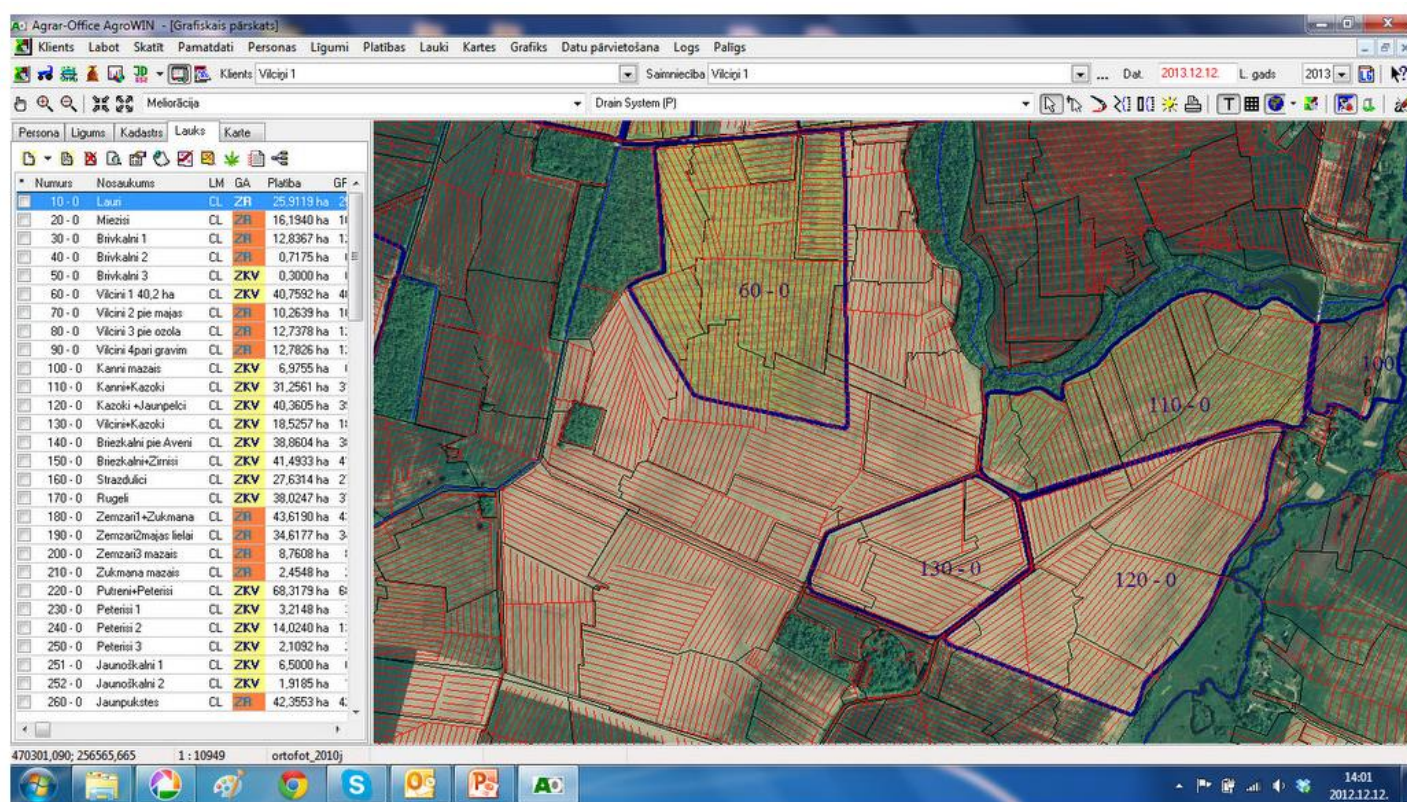 Agrar-Office AgroWIN - [Grafiskais pārskats]
Klients Labot Skatīt Pamatdati Personas Līgumi Platības Lauki Kartes Grafiks Datu pārvietošana Logs Palīgs
Klients Vilciņi 1 Saimniecība Vilciņi 1 ... Dat. 2013.12.12. L. gads 2013
Meliorācija Drain System (P)
Persona Līgums Kadastrs Lauks Karte
* Numurs Nosaukums LM GA Platība
10 - 0 Lauri CL ZR 25,9119 ha
20 - 0 Miezisi CL ZR 16,1940 ha
30 - 0 Brivkalni 1 CL ZR 12,8367 ha
40 - 0 Brivkalni 2 CL ZR 0,7175 ha
50 - 0 Brivkalni 3 CL ZKV 0,3000 ha
60 - 0 Vilcini 1 40,2 ha CL ZKV 40,7592 ha
70 - 0 Vilcini 2 pie majas CL ZR 10,2639 ha
80 - 0 Vilcini 3 pie ozola CL ZR 12,7378 ha
90 - 0 Vilcini 4pari gravim CL ZR 12,7826 ha
100 - 0 Kanni mazais CL ZKV 6,9755 ha
110 - 0 Kanni+Kazoki CL ZKV 31,2561 ha
120 - 0 Kazoki +Jaunpelci CL ZKV 40,3605 ha
130 - 0 Vilcini+Kazoki CL ZKV 18,5257 ha
140 - 0 Briezkalni pie Aveni CL ZKV 38,8604 ha
150 - 0 Briezkalni+Zirnisi CL ZKV 41,4933 ha
160 - 0 Strazdulici CL ZKV 27,6314 ha
170 - 0 Rugeli CL ZKV 38,0247 ha
180 - 0 Zemzari1+Zukmana CL ZR 43,6190 ha
190 - 0 Zemzari2majas lielai CL ZR 34,6177 ha
200 - 0 Zemzari3 mazais CL ZR 8,7608 ha
210 - 0 Zukmana mazais CL ZR 2,4548 ha
220 - 0 Putreni+Peterisi CL ZKV 68,3179 ha
230 - 0 Peterisi 1 CL ZKV 3,2148 ha
240 - 0 Peterisi 2 CL ZKV 14,0240 ha
250 - 0 Peterisi 3 CL ZKV 2,1092 ha
251 - 0 Jaunoškalni 1 CL ZKV 6,5000 ha
252 - 0 Jaunoškalni 2 CL ZKV 1,9185 ha
260 - 0 Jaunpukstes CL ZR 42,3553 ha
60 - 0
100
110 - 0
130 - 0
120 - 0
470301,090; 256565,665 1 : 10949 ortofot_2010j
14:01
2012.12.12.